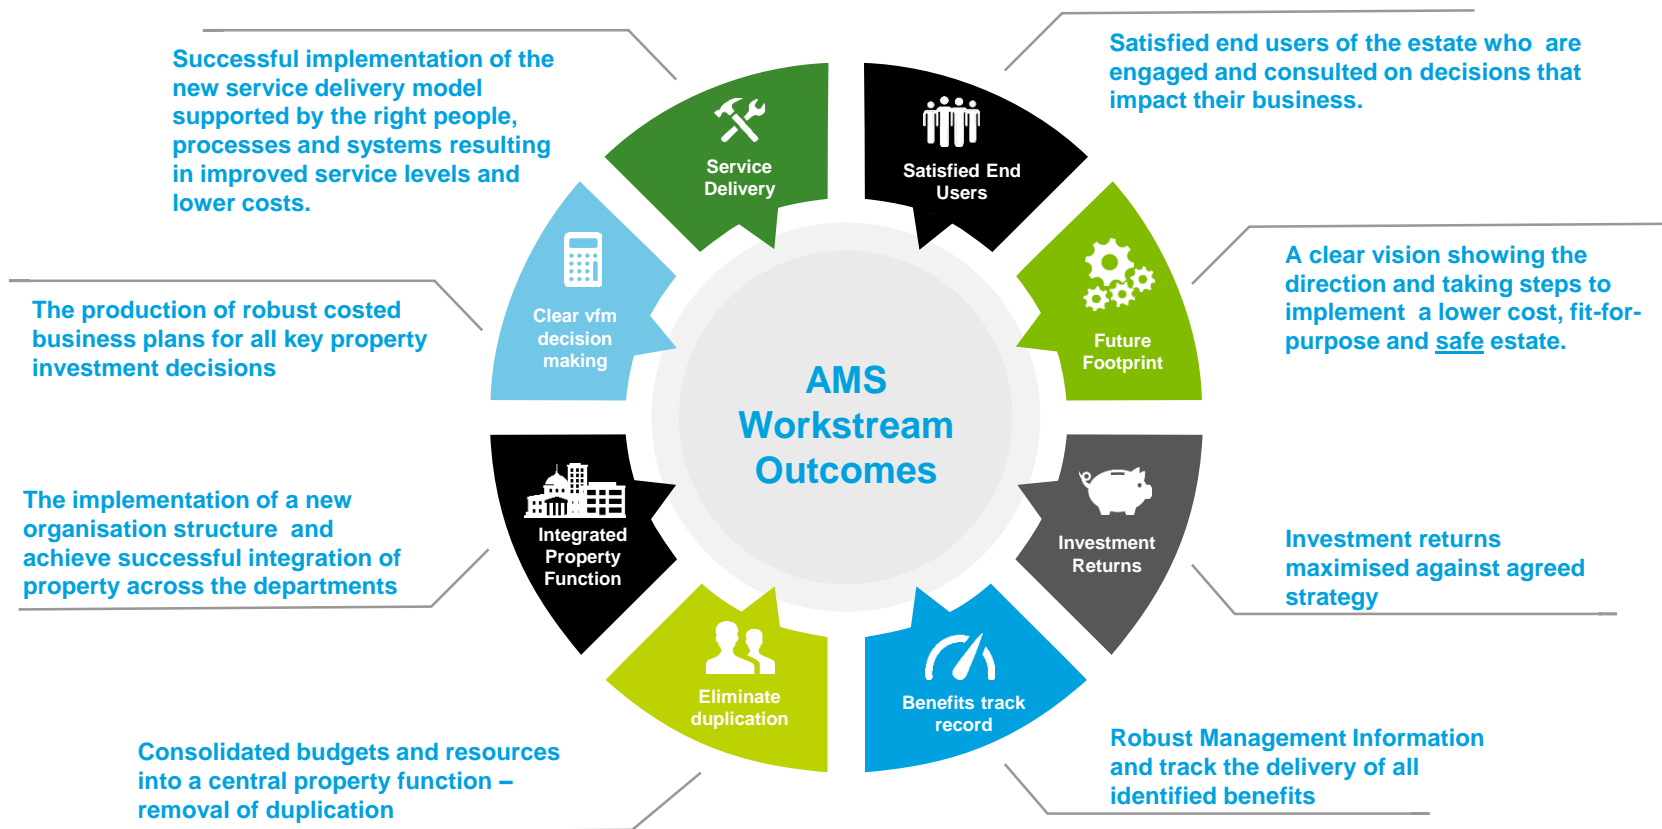 Successful implementation of the
new service delivery model
supported by the right people,
processes and systems resulting
in improved service levels and
lower costs.
Satisfied end users of the estate who are
engaged and consulted on decisions that
impact their business.
Service
Delivery
Satisfied End
Users
The production of robust costed
business plans for all key property
investment decisions
Clear vfm
decision
making
Future
Footprint
A clear vision showing the
direction and taking steps to
implement a lower cost, fit-for-
purpose and safe estate.
AMS
Workstream
Outcomes
The implementation of a new
organisation structure and
achieve successful integration of
property across the departments
Integrated
Property
Function
Investment
Returns
Investment returns
maximised against agreed
strategy
Eliminate
duplication
Benefits track
record
Consolidated budgets and resources
into a central property function –
removal of duplication
Robust Management Information
and track the delivery of all
identified benefits